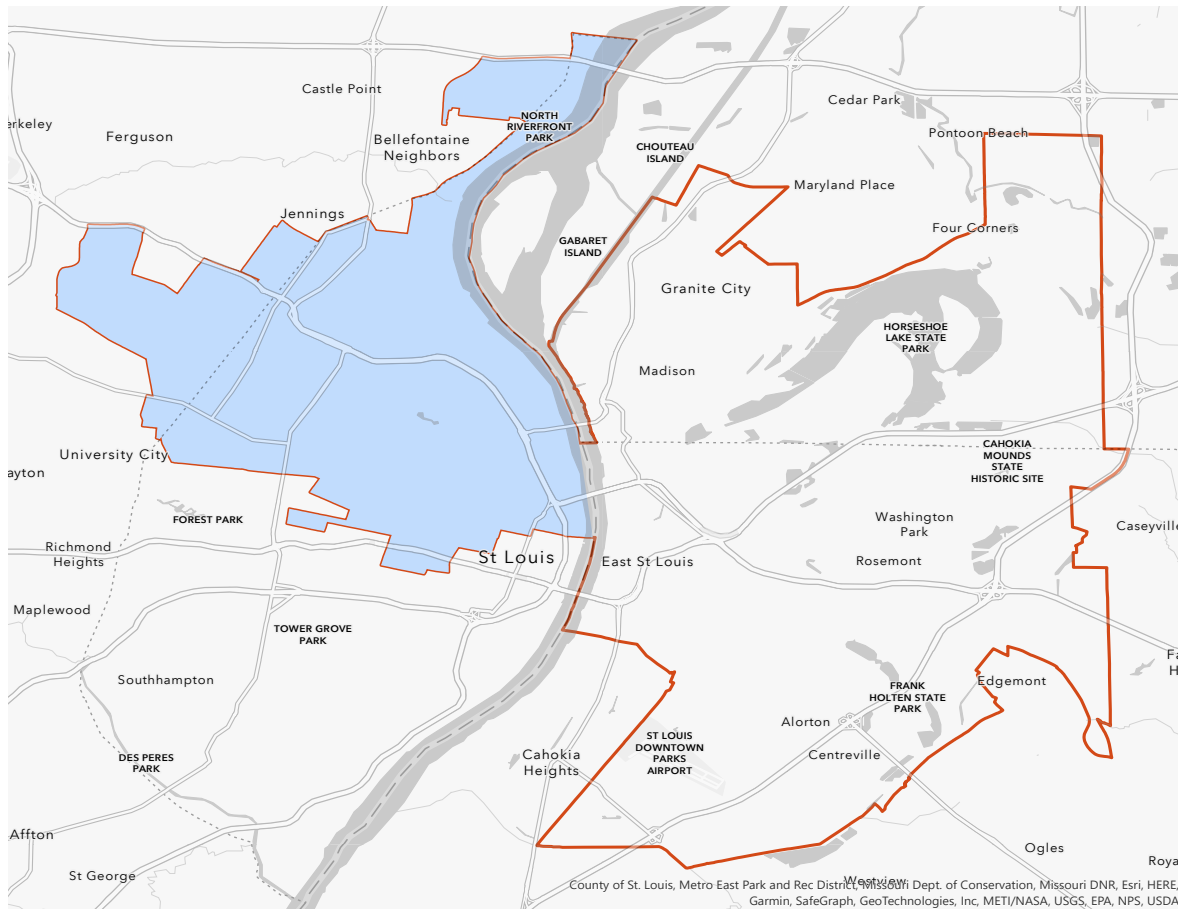 Castle Point
Cedar Park
erkeley
Ferguson
NORTH
RIVERFRONT
PARK
Bellefontaine
Neighbors
Pontoon Beach
CHOUTEAU
ISLAND
Maryland Place
Jennings
Four Corners
GABARET
ISLAND
Granite City
HORSESHOE
LAKE STATE
PARK
Madison
University City
CAHOKIA
MOUNDS
STATE
HISTORIC SITE
ayton
FOREST PARK
Washington
Park
Caseyville
Richmond
Heights
St Louis
East St Louis
Rosemont
Maplewood
TOWER GROVE
PARK
Fa
H
Southhampton
Edgemont
FRANK
HOLTEN STATE
PARK
Alorton
ST LOUIS
DOWNTOWN
PARKS
AIRPORT
Cahokia
Heights
Centreville
DES PERES
PARK
Affton
Ogles
Roya
St George
Westview
County of St. Louis, Metro East Park and Rec District, Missouri Dept. of Conservation, Missouri DNR, Esri, HERE,
Garmin, SafeGraph, GeoTechnologies, Inc, METI/NASA, USGS, EPA, NPS, USDA